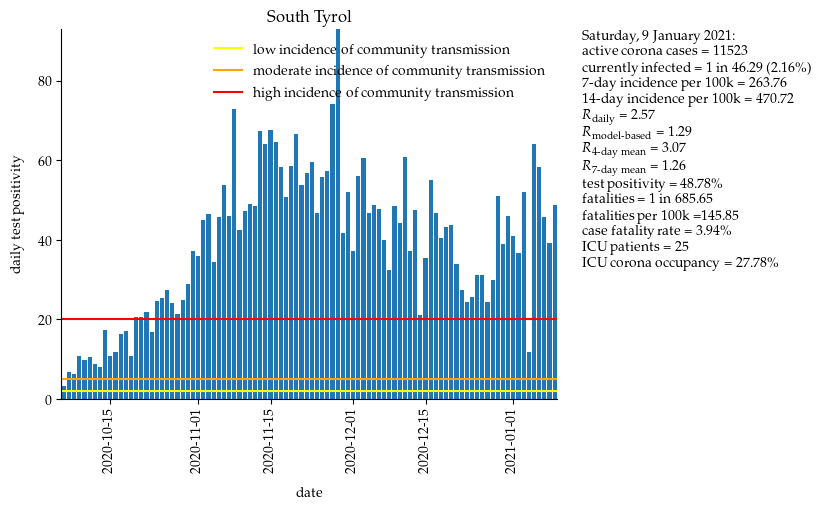 South Tyrol
low incidence of community transmission
moderate incidence of community transmission
high incidence of community transmission
daily test positivity
80
60
40
20
0
2020-10-15
2020-11-01
2020-11-15
2020-12-01
2020-12-15
2021-01-01
date
Saturday, 9 January 2021:
active corona cases = 11523
currently infected = 1 in 46.29 (2.16%)
7-day incidence per 100k = 263.76
14-day incidence per 100k = 470.72
R_daily = 2.57
R_model-based = 1.29
R_4-day mean = 3.07
R_7-day mean = 1.26
test positivity = 48.78%
fatalities = 1 in 685.65
fatalities per 100k =145.85
case fatality rate = 3.94%
ICU patients = 25
ICU corona occupancy = 27.78%